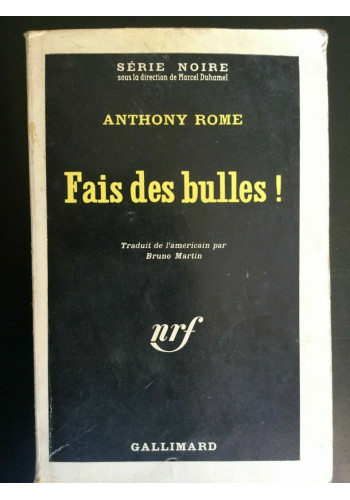 SÉRIE NOIRE
sous la direction de Marcel Duhamel
ANTHONY ROME
Fais des bulles !
Traduit de l'américain par
Bruno Martin
nrf
GALLIMARD